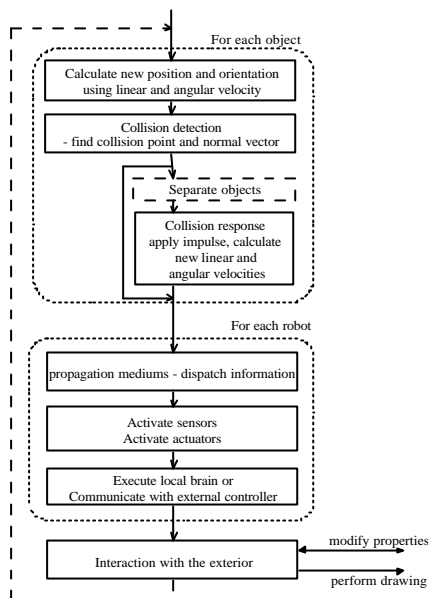 For each object
Calculate new position and orientation
using linear and angular velocity
Collision detection
- find collision point and normal vector
Separate objects
Collision response
apply impulse, calculate
new linear and
angular velocities
For each robot
propagation mediums - dispatch information
Activate sensors
Activate actuators
Execute local brain or
Communicate with external controller
modify properties
Interaction with the exterior
perform drawing